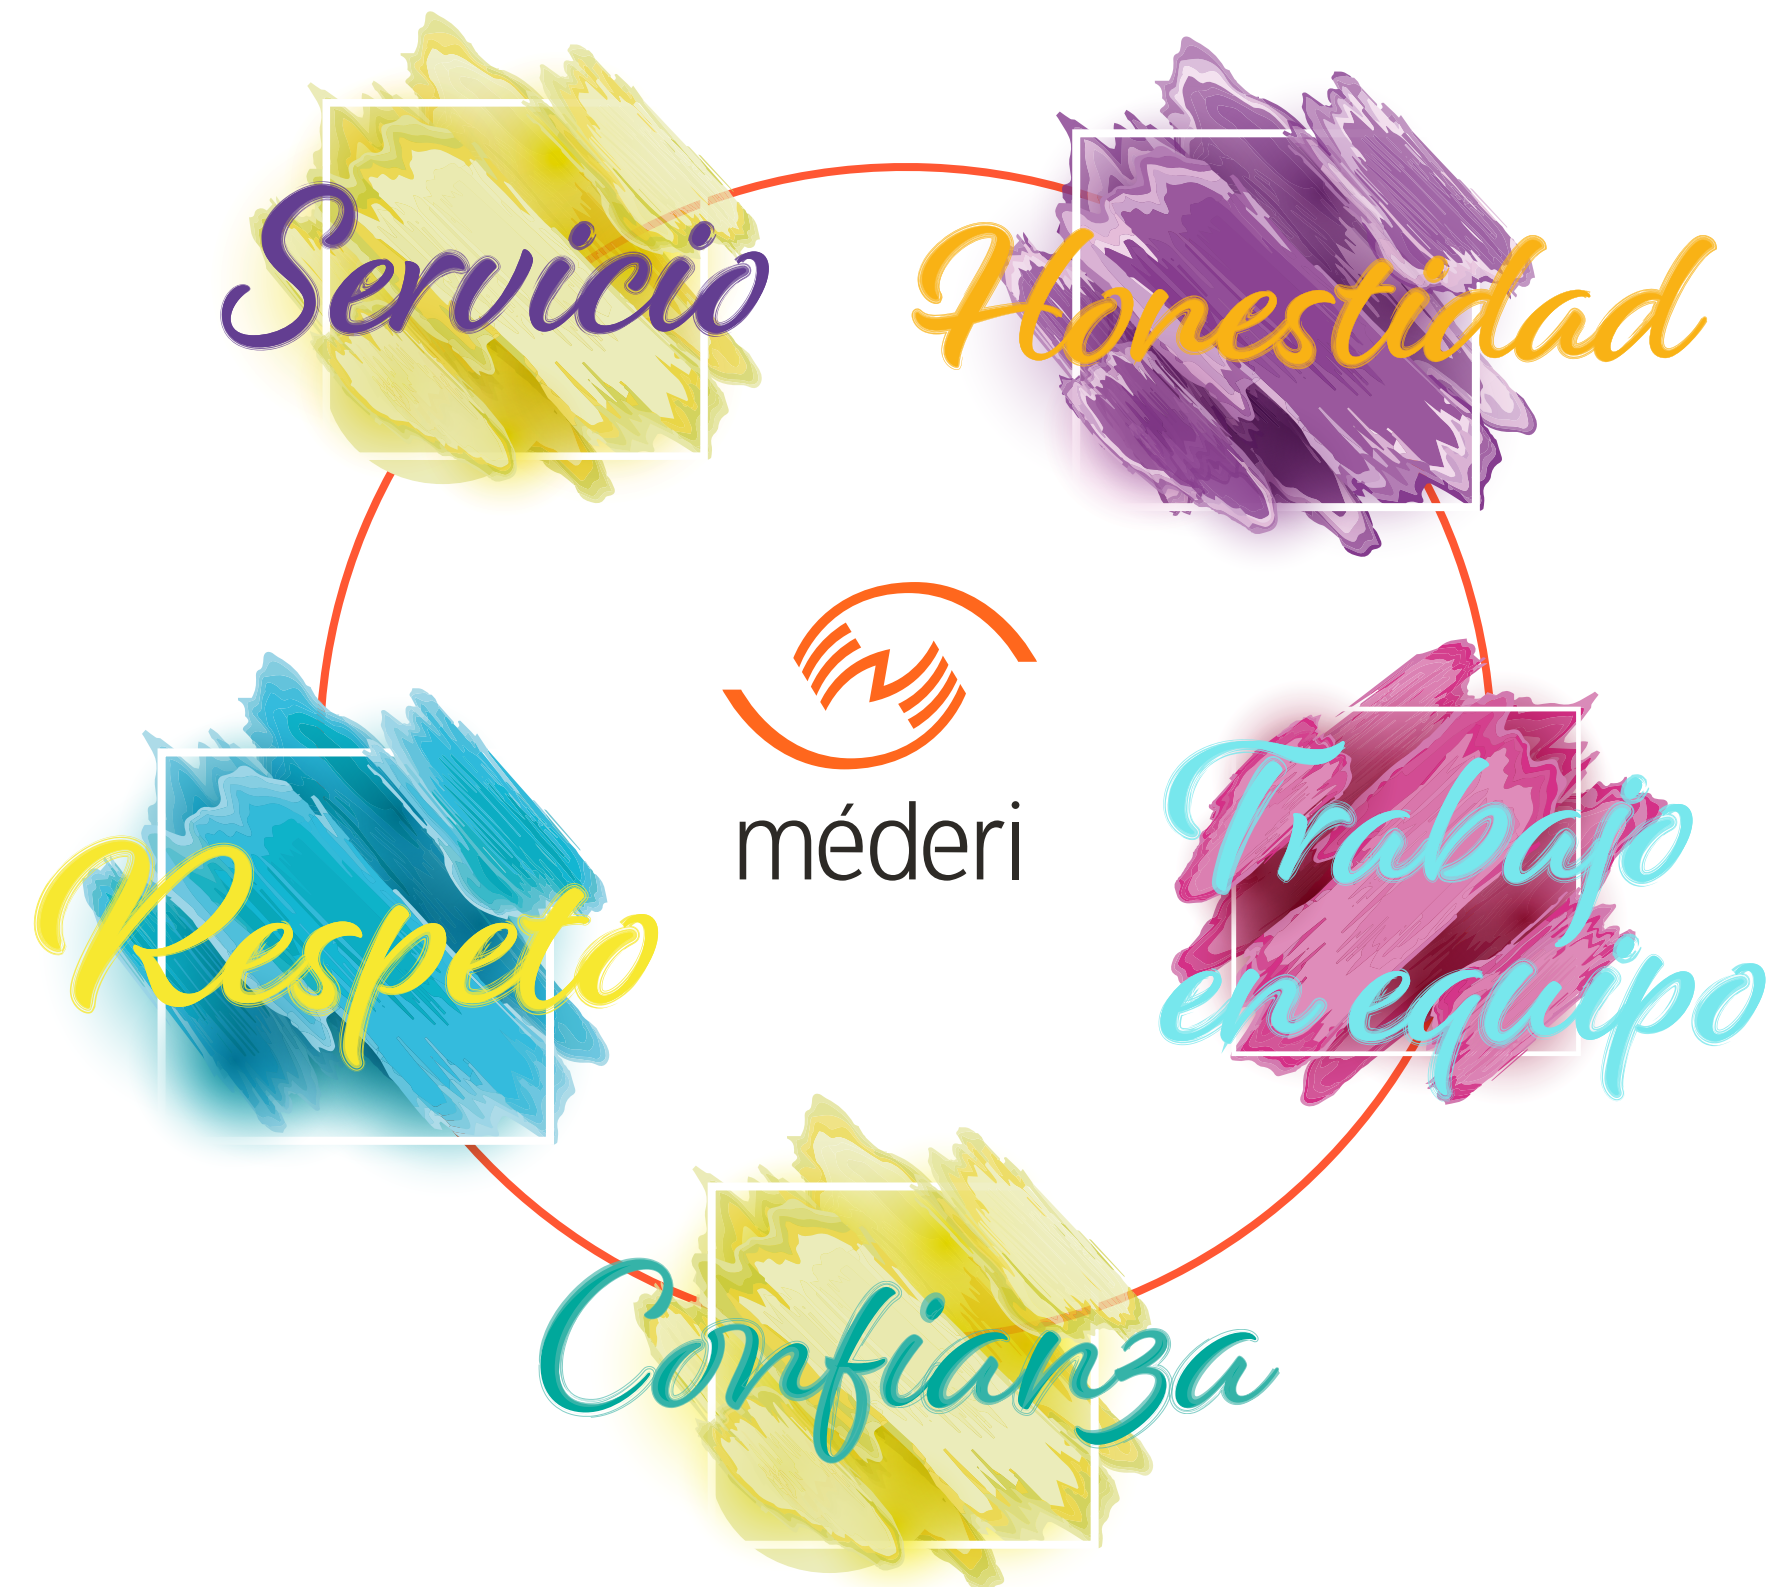 Servicio
Honestidad
méderi
Respeto
Trabajo
en equipo
Confianza